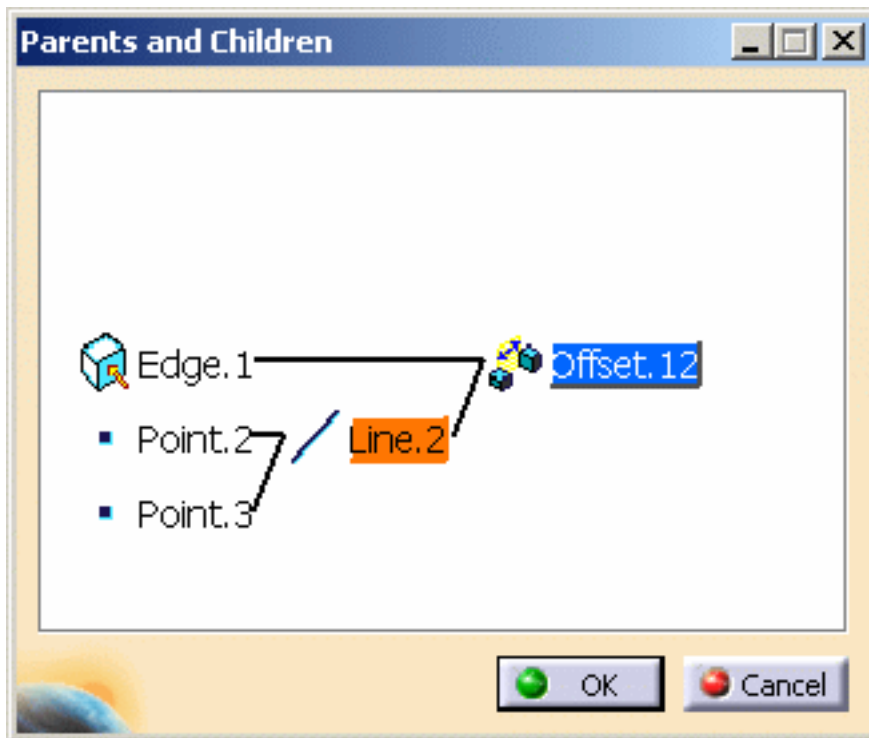 Parents and Children
Edge.1 Offset.12
Point.2 Line.2
Point.3
OK Cancel